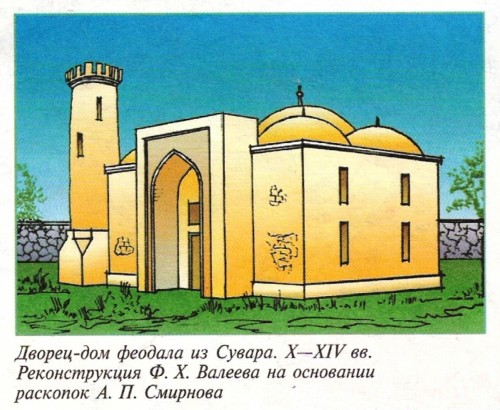 Дворец-дом феодала из Сувара. X—XIV вв.
Реконструкция Ф. Х. Валеева на основании
раскопок А. П. Смирнова